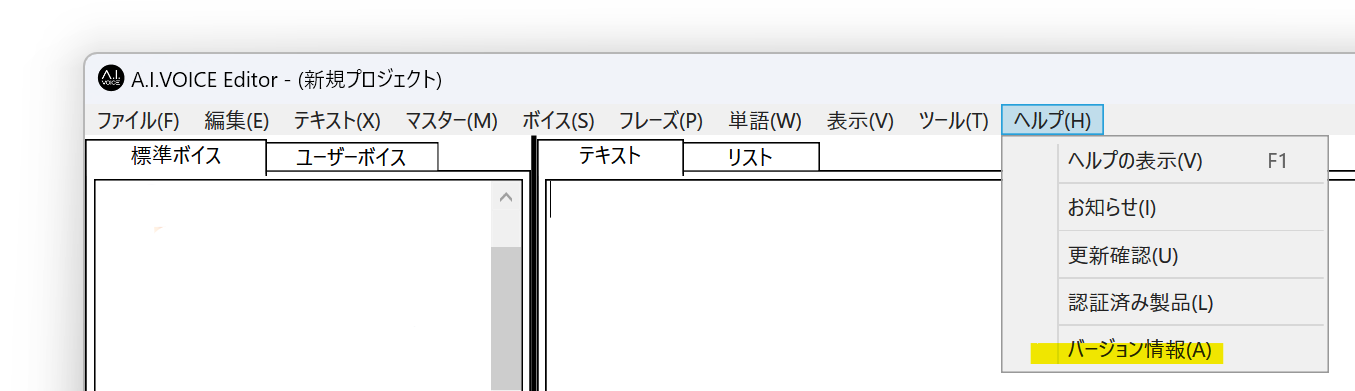 A.I.VOICE Editor - (新規プロジェクト)
ファイル(F) 編集(E) テキスト(X) マスター(M) ボイス(S) フレーズ(P) 単語(W) 表示(V) ツール(T) ヘルプ(H)
標準ボイス ユーザーボイス テキスト リスト
ヘルプの表示(V) F1
お知らせ(I)
更新確認(U)
認証済み製品(L)
バージョン情報(A)